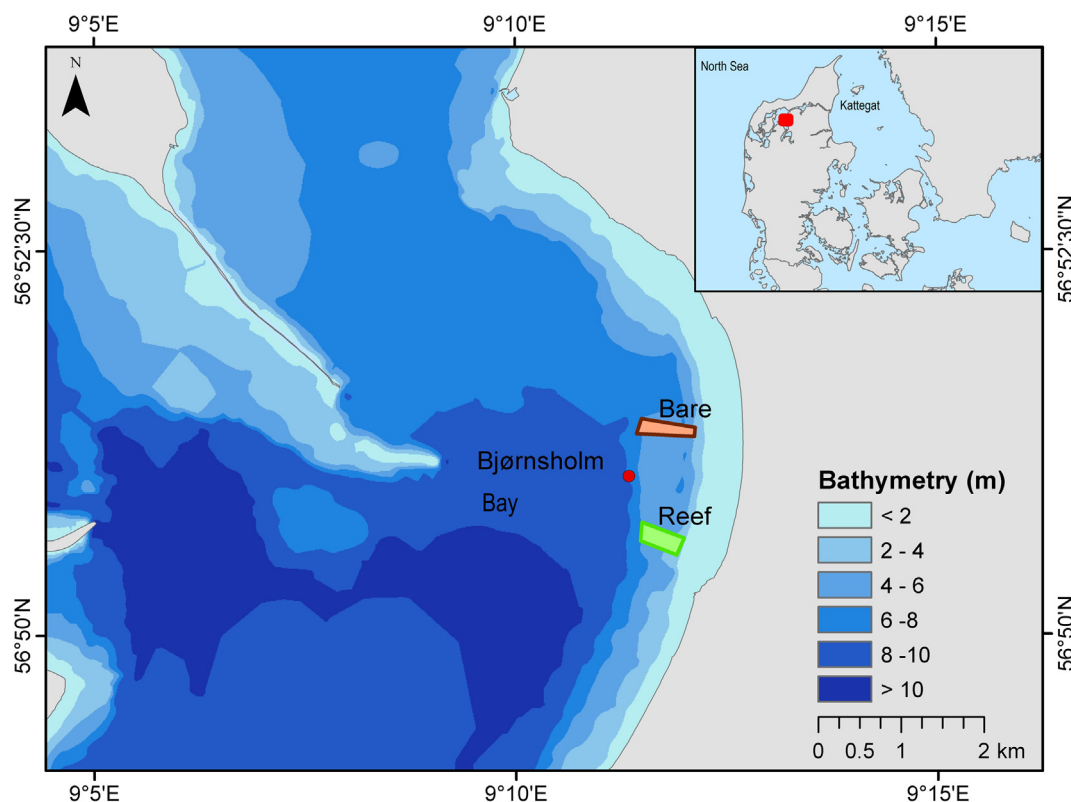 9°5'E
9°10'E
9°15'E
N
North Sea
Kattegat
56°52'30"N
56°52'30"N
Bare
Bjørnsholm
Bay
Reef
Bathymetry (m)
< 2
2 - 4
4 - 6
6 -8
8 -10
> 10
56°50'N
56°50'N
0 0.5 1 2 km
9°5'E
9°10'E
9°15'E